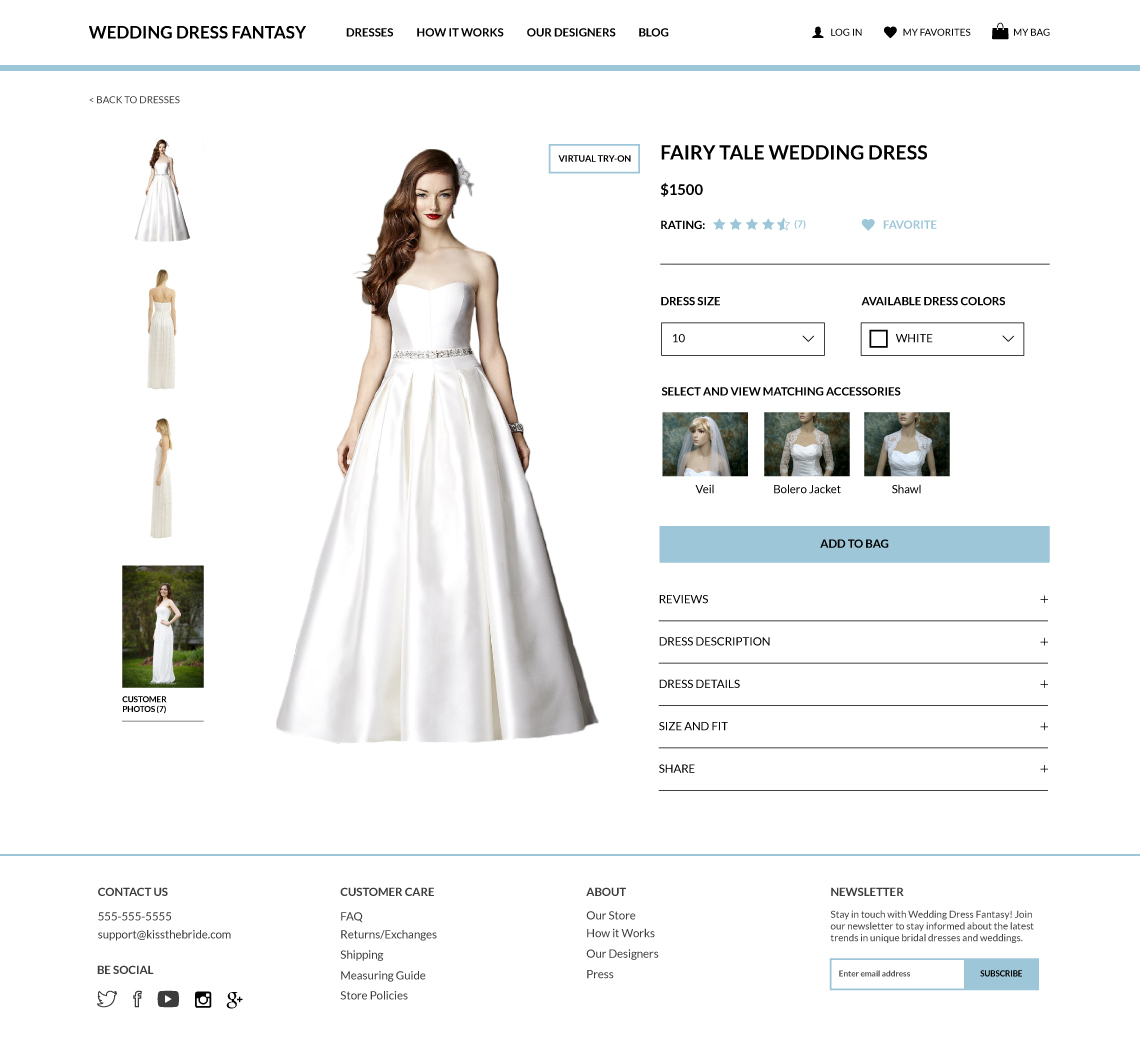 WEDDING DRESS FANTASY
DRESSES
HOW IT WORKS
OUR DESIGNERS
BLOG
LOG IN
MY FAVORITES
MY BAG
< BACK TO DRESSES
CUSTOMER
PHOTOS (7)
VIRTUAL TRY-ON
FAIRY TALE WEDDING DRESS
$1500
RATING:
(7)
FAVORITE
DRESS SIZE
AVAILABLE DRESS COLORS
10
WHITE
SELECT AND VIEW MATCHING ACCESSORIES
Veil
Bolero Jacket
Shawl
ADD TO BAG
REVIEWS +
DRESS DESCRIPTION +
DRESS DETAILS +
SIZE AND FIT +
SHARE +
CONTACT US
555-555-5555
support@kissthebride.com
BE SOCIAL
CUSTOMER CARE
FAQ
Returns/Exchanges
Shipping
Measuring Guide
Store Policies
ABOUT
Our Store
How it Works
Our Designers
Press
NEWSLETTER
Stay in touch with Wedding Dress Fantasy! Join
our newsletter to stay informed about the latest
trends in unique bridal dresses and weddings.
Enter email address
SUBSCRIBE